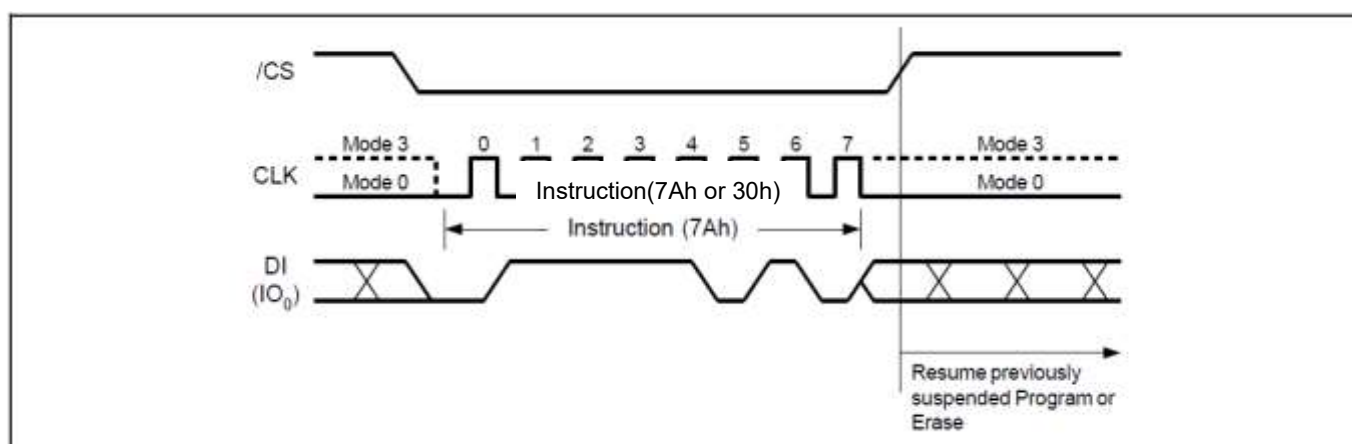 /CS
Mode 3 0 1 2 3 4 5 6 7 Mode 3
CLK
Mode 0 Instruction(7Ah or 30h) Mode 0
Instruction (7Ah)
DI
(IO₀)
Resume previously
suspended Program or
Erase